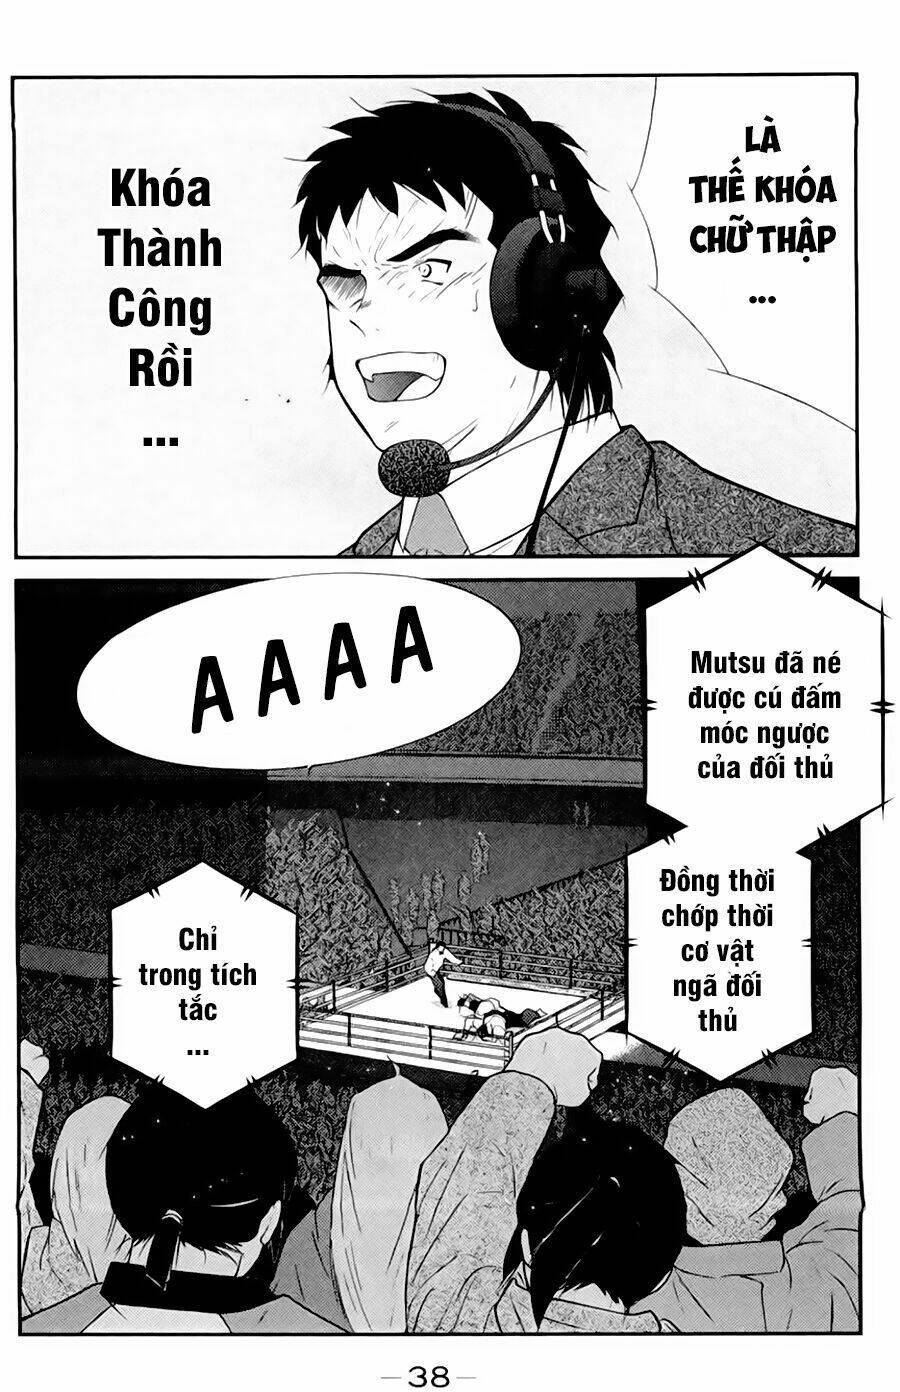 LÀ
THẾ KHÓA
CHỮ THẬP
...
Khóa
Thành
Công
Rồi
...
AAAA
Mutsu đã né
được cú đấm
móc ngược
của đối thủ
Đồng thời
chớp thời
cơ vật
ngã đối
thủ
Chỉ
trong tích
tắc
...
-38-